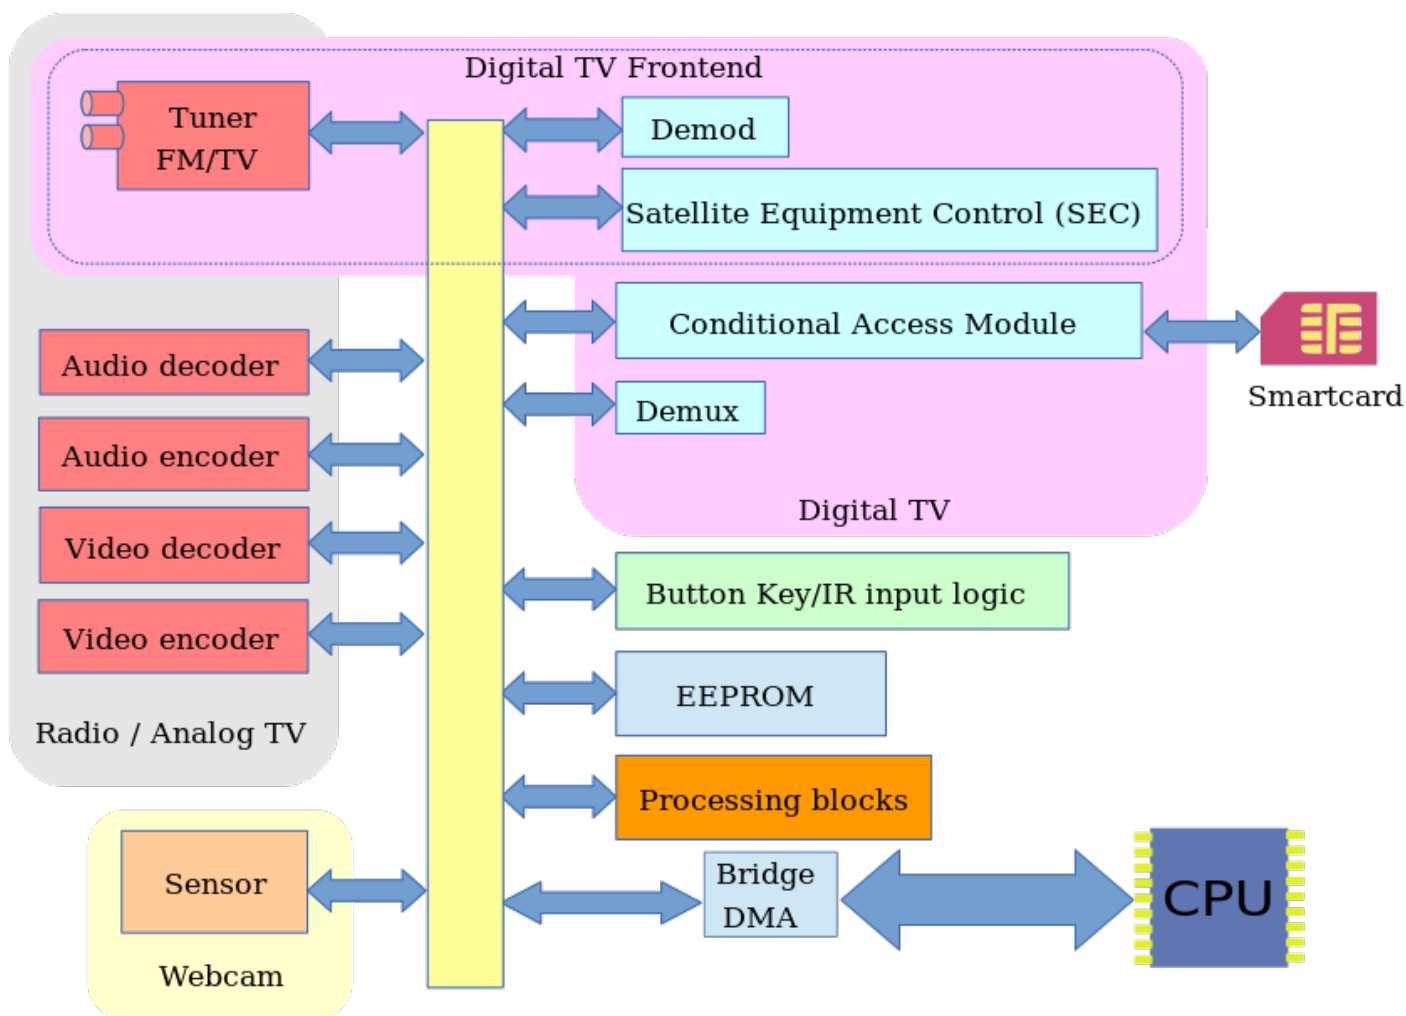 Digital TV Frontend
Tuner
FM/TV
Demod
Satellite Equipment Control (SEC)
Conditional Access Module
Smartcard
Demux
Digital TV
Audio decoder
Audio encoder
Video decoder
Video encoder
Radio / Analog TV
Button Key/IR input logic
EEPROM
Processing blocks
Sensor
Webcam
Bridge
DMA
CPU